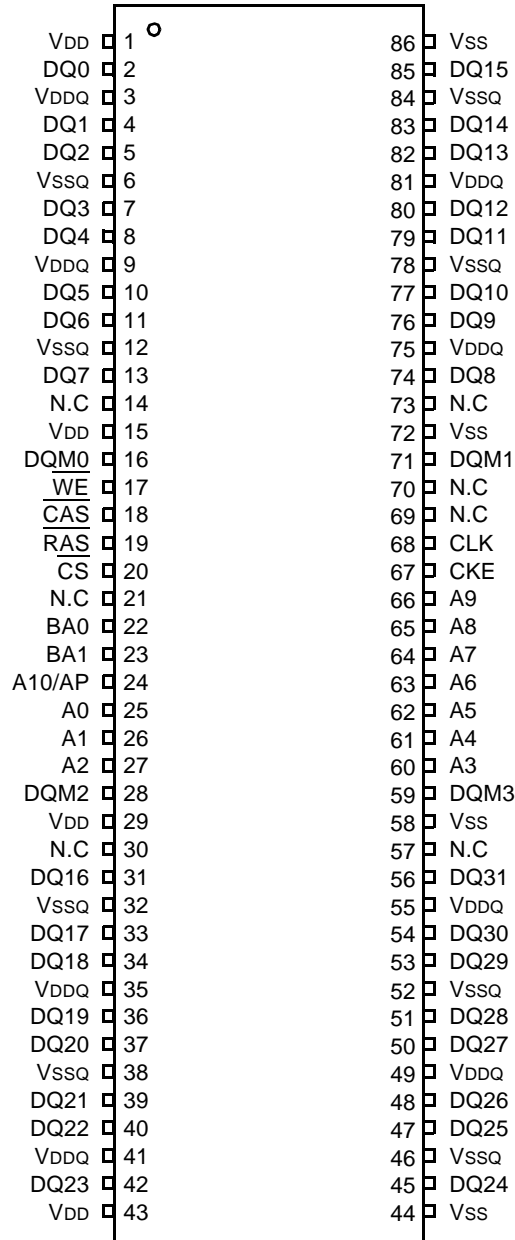 VDD 1 86 VSS
DQ0 2 85 DQ15
VDDQ 3 84 VSSQ
DQ1 4 83 DQ14
DQ2 5 82 DQ13
VSSQ 6 81 VDDQ
DQ3 7 80 DQ12
DQ4 8 79 DQ11
VDDQ 9 78 VSSQ
DQ5 10 77 DQ10
DQ6 11 76 DQ9
VSSQ 12 75 VDDQ
DQ7 13 74 DQ8
N.C 14 73 N.C
VDD 15 72 VSS
DQM0 16 71 DQM1
WE 17 70 N.C
CAS 18 69 N.C
RAS 19 68 CLK
CS 20 67 CKE
N.C 21 66 A9
BA0 22 65 A8
BA1 23 64 A7
A10/AP 24 63 A6
A0 25 62 A5
A1 26 61 A4
A2 27 60 A3
DQM2 28 59 DQM3
VDD 29 58 VSS
N.C 30 57 N.C
DQ16 31 56 DQ31
VSSQ 32 55 VDDQ
DQ17 33 54 DQ30
DQ18 34 53 DQ29
VDDQ 35 52 VSSQ
DQ19 36 51 DQ28
DQ20 37 50 DQ27
VSSQ 38 49 VDDQ
DQ21 39 48 DQ26
DQ22 40 47 DQ25
VDDQ 41 46 VSSQ
DQ23 42 45 DQ24
VDD 43 44 VSS